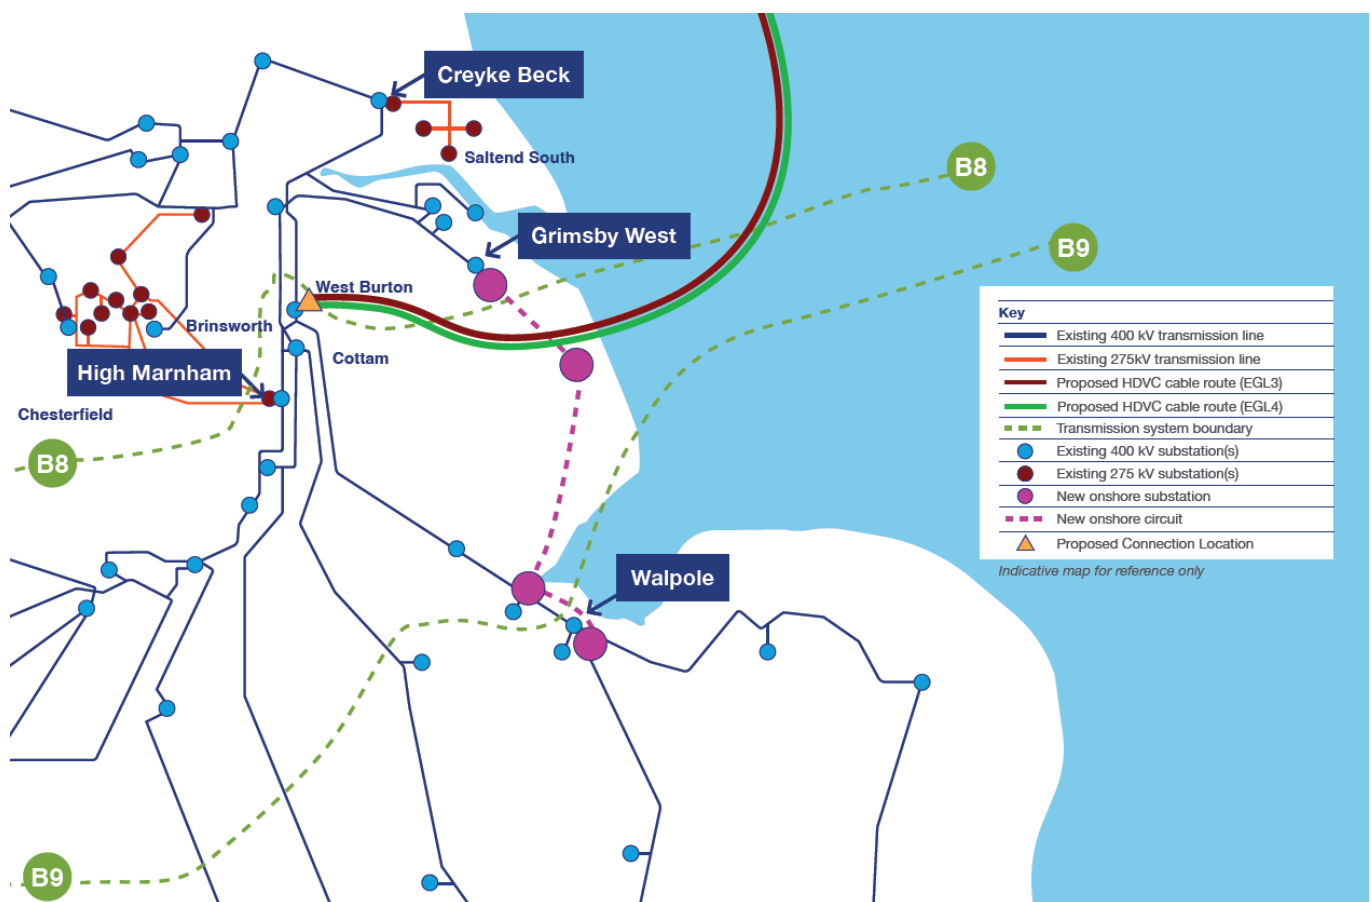 Creyke Beck
Saltend South
B8
Grimsby West
B9
West Burton
Brinsworth
Cottam
High Marnham
Chesterfield
B8
Key
Existing 400 kV transmission line
Existing 275kV transmission line
Proposed HDVC cable route (EGL3)
Proposed HDVC cable route (EGL4)
Transmission system boundary
Existing 400 kV substation(s)
Existing 275 kV substation(s)
New onshore substation
New onshore circuit
Proposed Connection Location
Indicative map for reference only
Walpole
B9